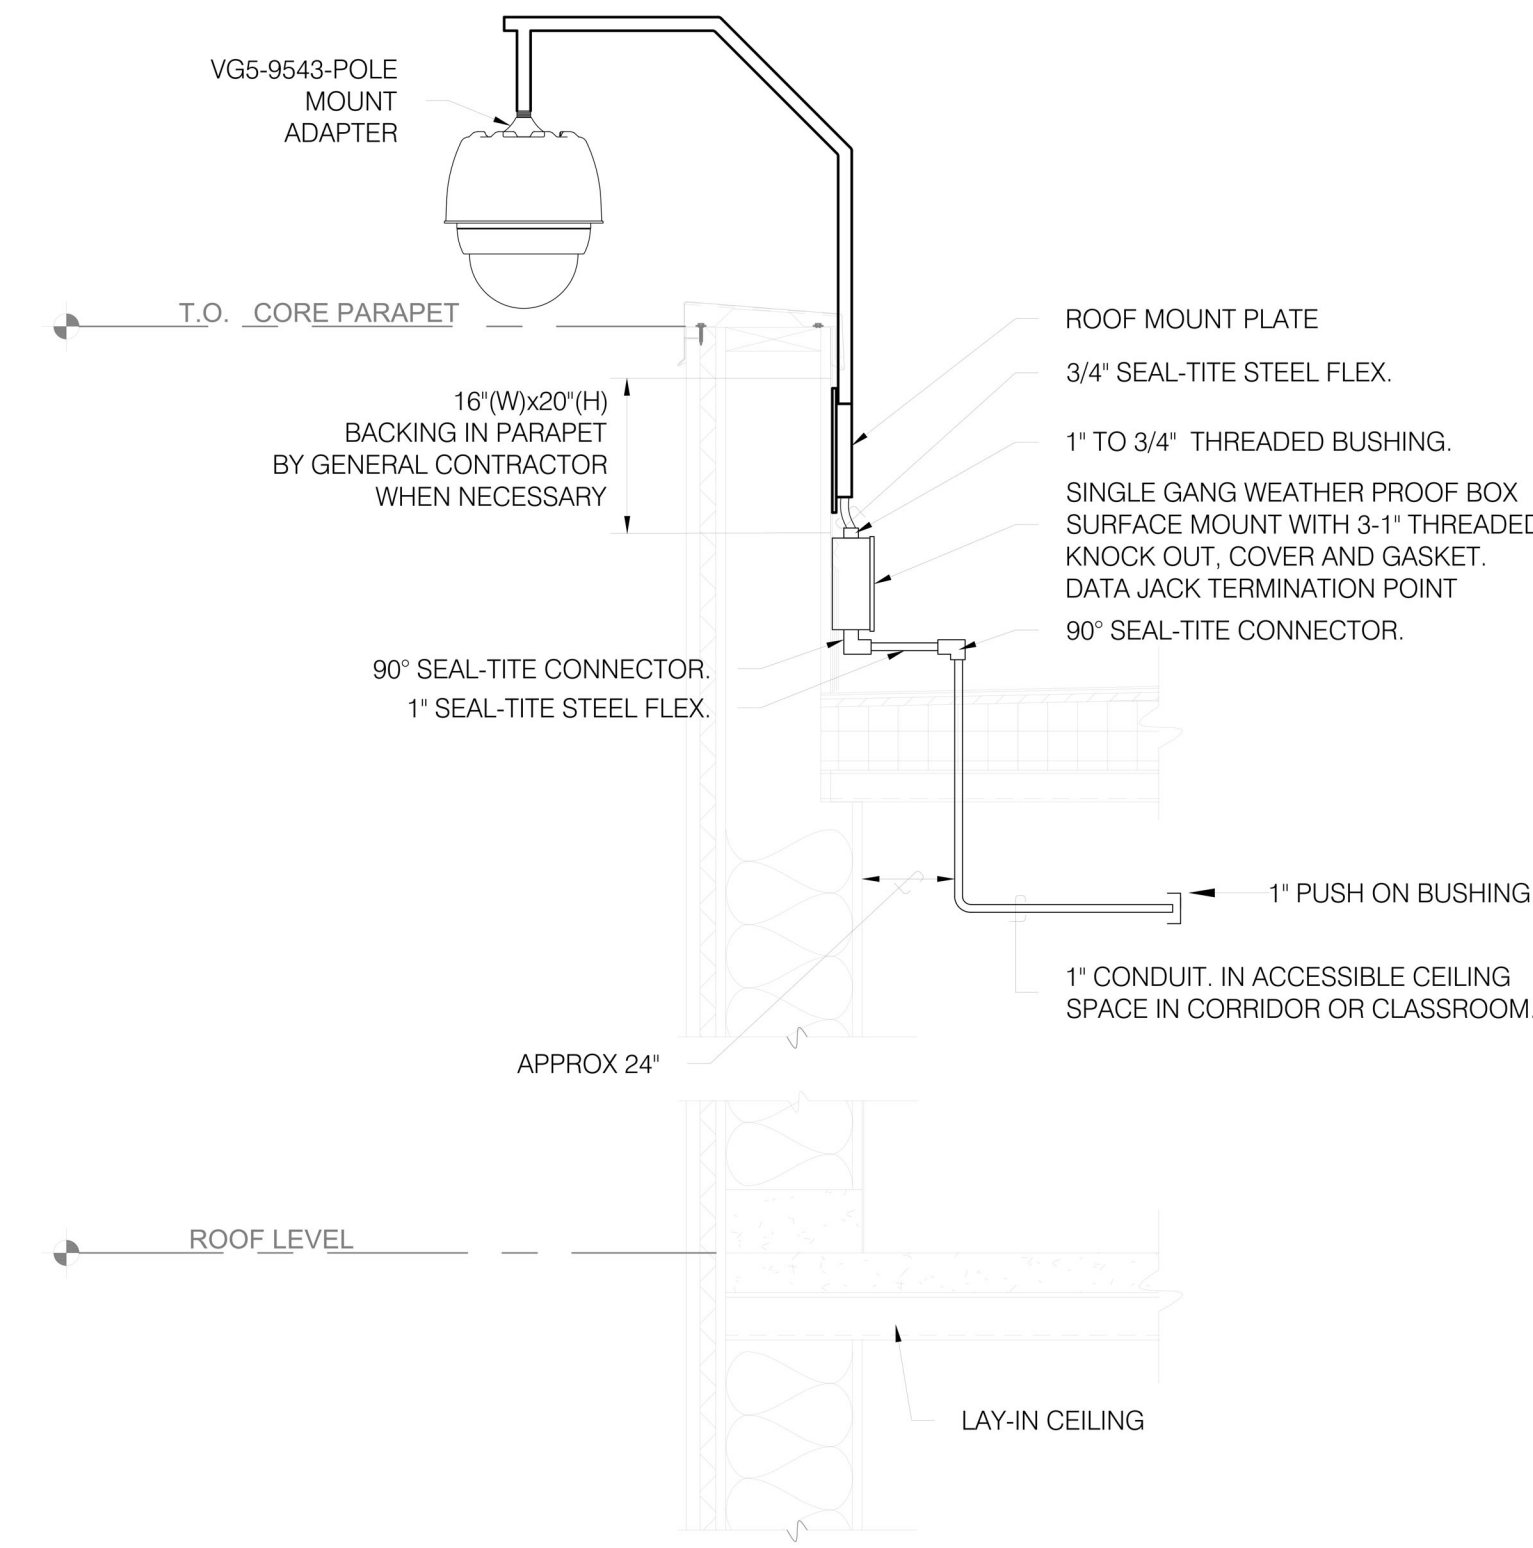 VG5-9543-POLE
MOUNT
ADAPTER
T.O. CORE PARAPET
16"(W)x20"(H)
BACKING IN PARAPET
BY GENERAL CONTRACTOR
WHEN NECESSARY
ROOF MOUNT PLATE
3/4" SEAL-TITE STEEL FLEX.
1" TO 3/4" THREADED BUSHING.
SINGLE GANG WEATHER PROOF BOX
SURFACE MOUNT WITH 3-1" THREADED
KNOCK OUT, COVER AND GASKET.
DATA JACK TERMINATION POINT
90° SEAL-TITE CONNECTOR.
90° SEAL-TITE CONNECTOR.
1" SEAL-TITE STEEL FLEX.
1" PUSH ON BUSHING
1" CONDUIT. IN ACCESSIBLE CEILING
SPACE IN CORRIDOR OR CLASSROOM.
APPROX 24"
ROOF LEVEL
LAY-IN CEILING